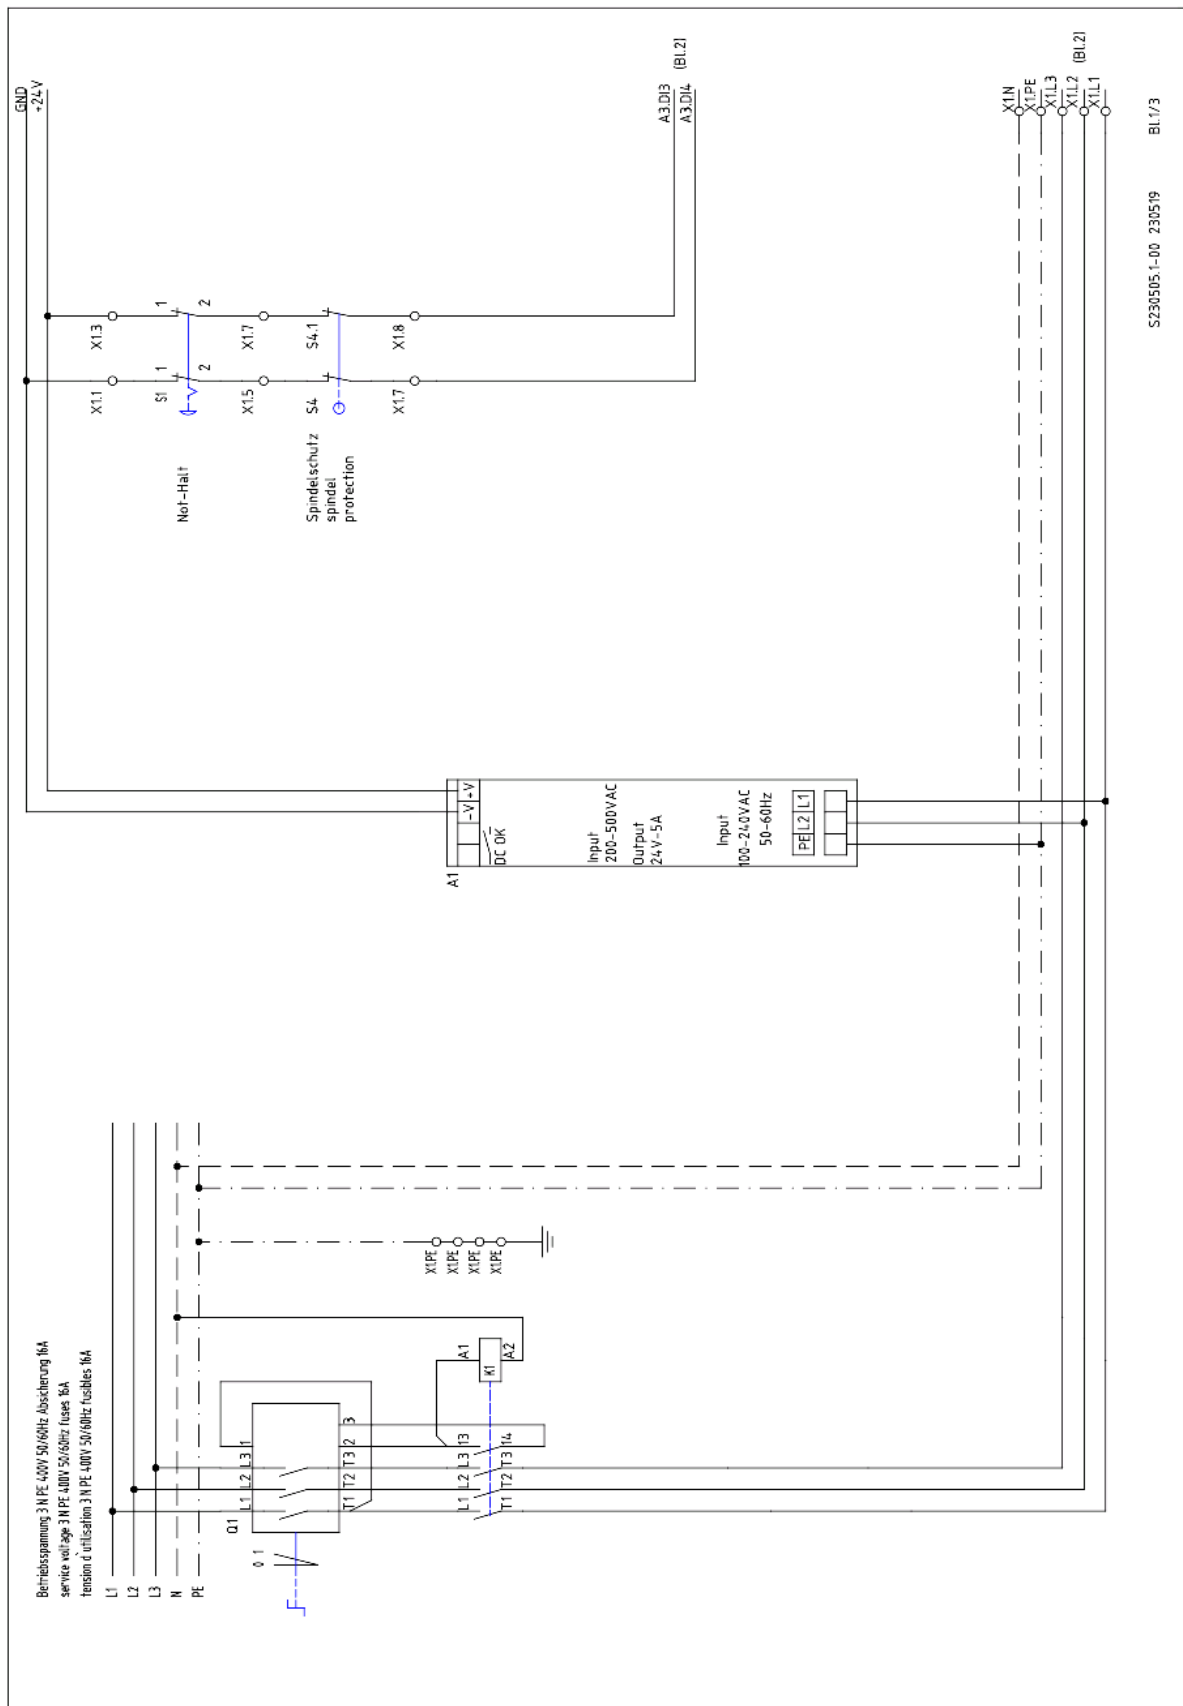 Betriebsspannung 3 N PE 400V 50/60Hz Absicherung 16A
service voltage 3 N PE 400V 50/60Hz fuses 16A
tension d`utilisation 3 N PE 400V 50/60Hz fusibles 16A
L1
L2
L3
N
PE
0 1
Q1
L1 L2 L3 1
T1 T2 T3 2 3
L1 L2 L3 13
T1 T2 T3 14
A1
K1
A2
X1.PE
X1.PE
X1.PE
X1.PE
A1
-V +V
DC OK
Input
200-500VAC
Output
24V-5A
Input
100-240VAC
50-60Hz
PE L2 L1
GND
+24V
X1.1
X1.3
Not-Halt
S1
1
2
1
2
X1.5
X1.7
Spindelschutz
spindel
protection
S4
S4.1
X1.7
X1.8
A3.DI3
A3.DI4
(Bl.2)
X1.N
X1.PE
X1.L3
X1.L2
X1.L1
(Bl.2)
S230505.1-00 230519 Bl.1/3